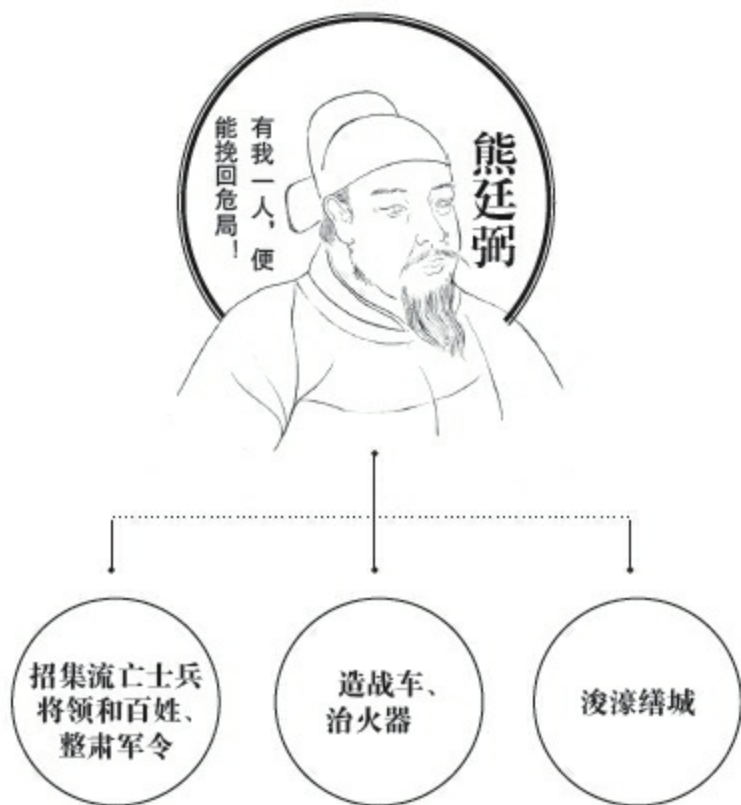 熊廷弼
有我一人，便
能挽回危局！
招集流亡士兵
将领和百姓、
整肃军令
造战车、
治火器
浚濠缮城